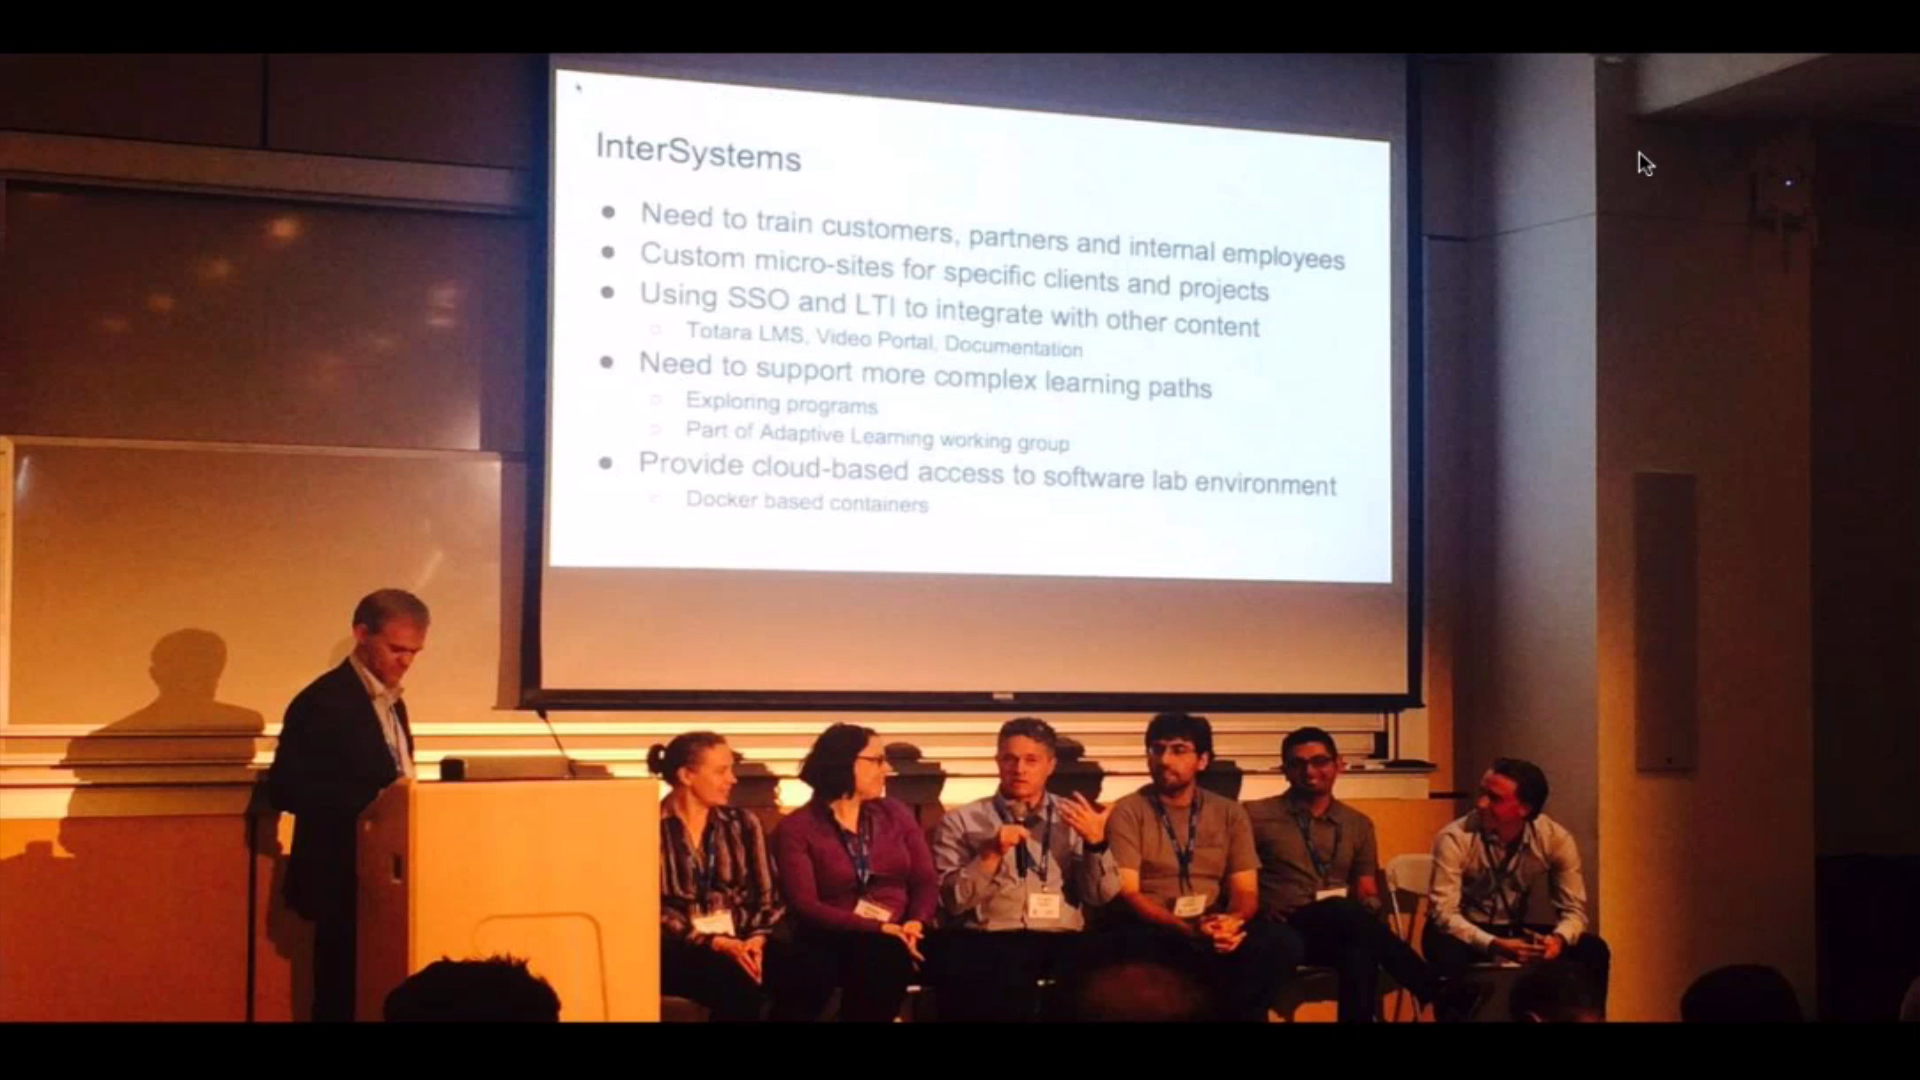 InterSystems
● Need to train customers, partners and internal employees
● Custom micro-sites for specific clients and projects
● Using SSO and LTI to integrate with other content
○ Totara LMS, Video Portal, Documentation
● Need to support more complex learning paths
○ Exploring programs
○ Part of Adaptive Learning working group
● Provide cloud-based access to software lab environment
○ Docker based containers